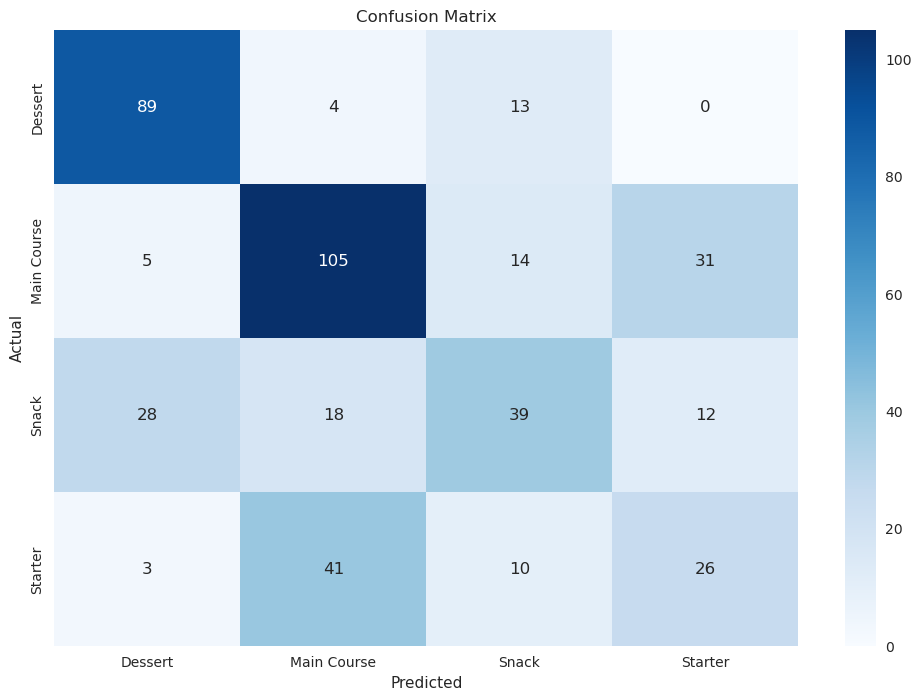 Confusion Matrix
Actual
Dessert 89 4 13 0
Main Course 5 105 14 31
Snack 28 18 39 12
Starter 3 41 10 26
Dessert Main Course Snack Starter
Predicted
100
80
60
40
20
0